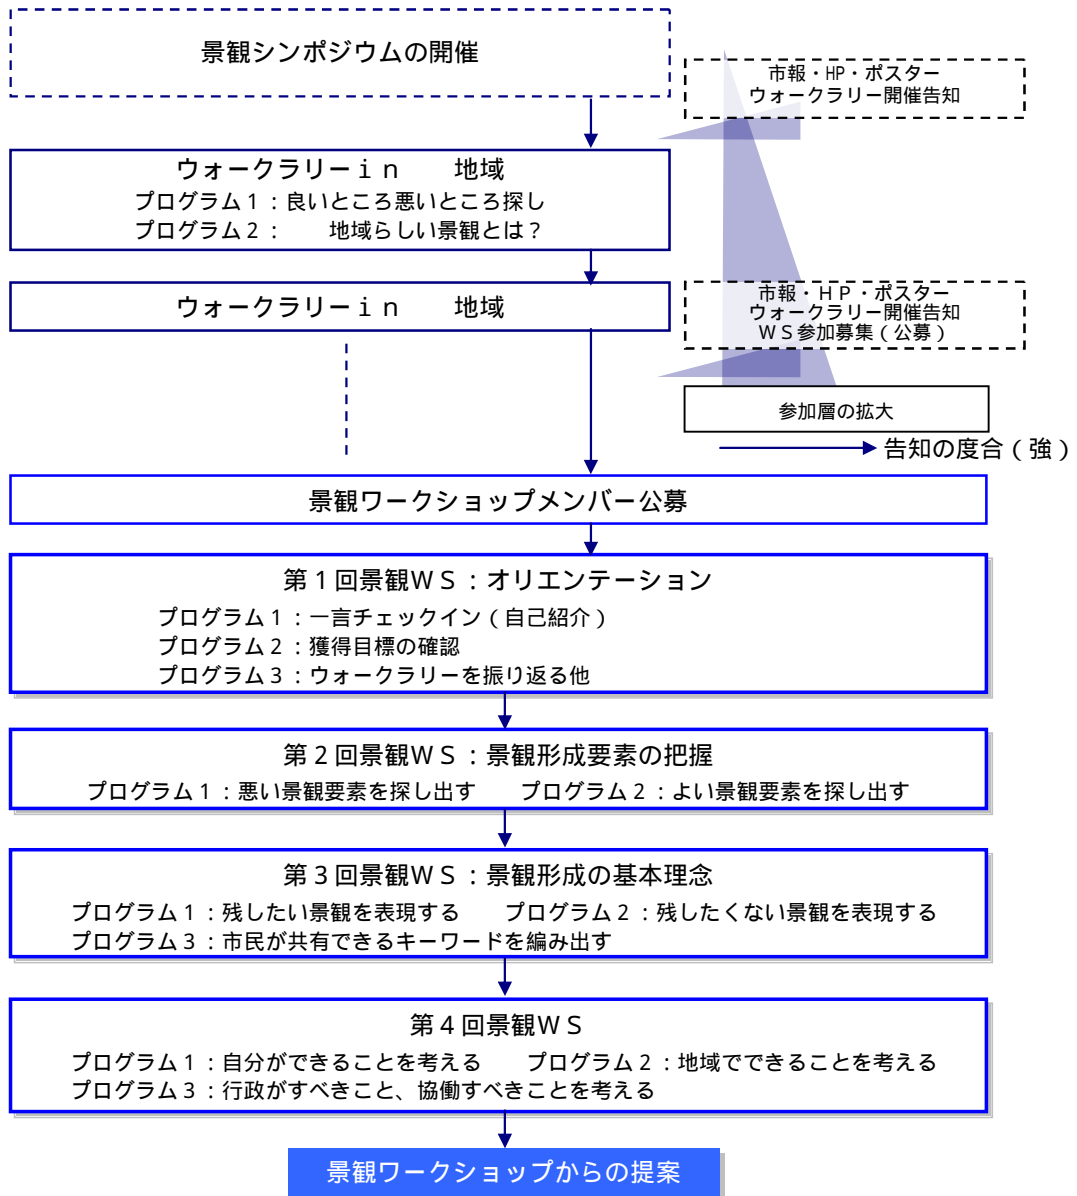 景観シンポジウムの開催
市報・HP・ポスター
ウォークラリー開催告知
ウォークラリーｉｎ　　地域
プログラム１：良いところ悪いところ探し
プログラム２：　　地域らしい景観とは？
ウォークラリーｉｎ　　地域
市報・ＨＰ・ポスター
ウォークラリー開催告知
ＷＳ参加募集（公募）
参加層の拡大
告知の度合（強）
景観ワークショップメンバー公募
第１回景観ＷＳ：オリエンテーション
プログラム１：一言チェックイン（自己紹介）
プログラム２：獲得目標の確認
プログラム３：ウォークラリーを振り返る他
第２回景観ＷＳ：景観形成要素の把握
プログラム１：悪い景観要素を探し出す　　プログラム２：よい景観要素を探し出す
第３回景観ＷＳ：景観形成の基本理念
プログラム１：残したい景観を表現する　　プログラム２：残したくない景観を表現する
プログラム３：市民が共有できるキーワードを編み出す
第４回景観ＷＳ
プログラム１：自分ができることを考える　　プログラム２：地域でできることを考える
プログラム３：行政がすべきこと、協働すべきことを考える
景観ワークショップからの提案